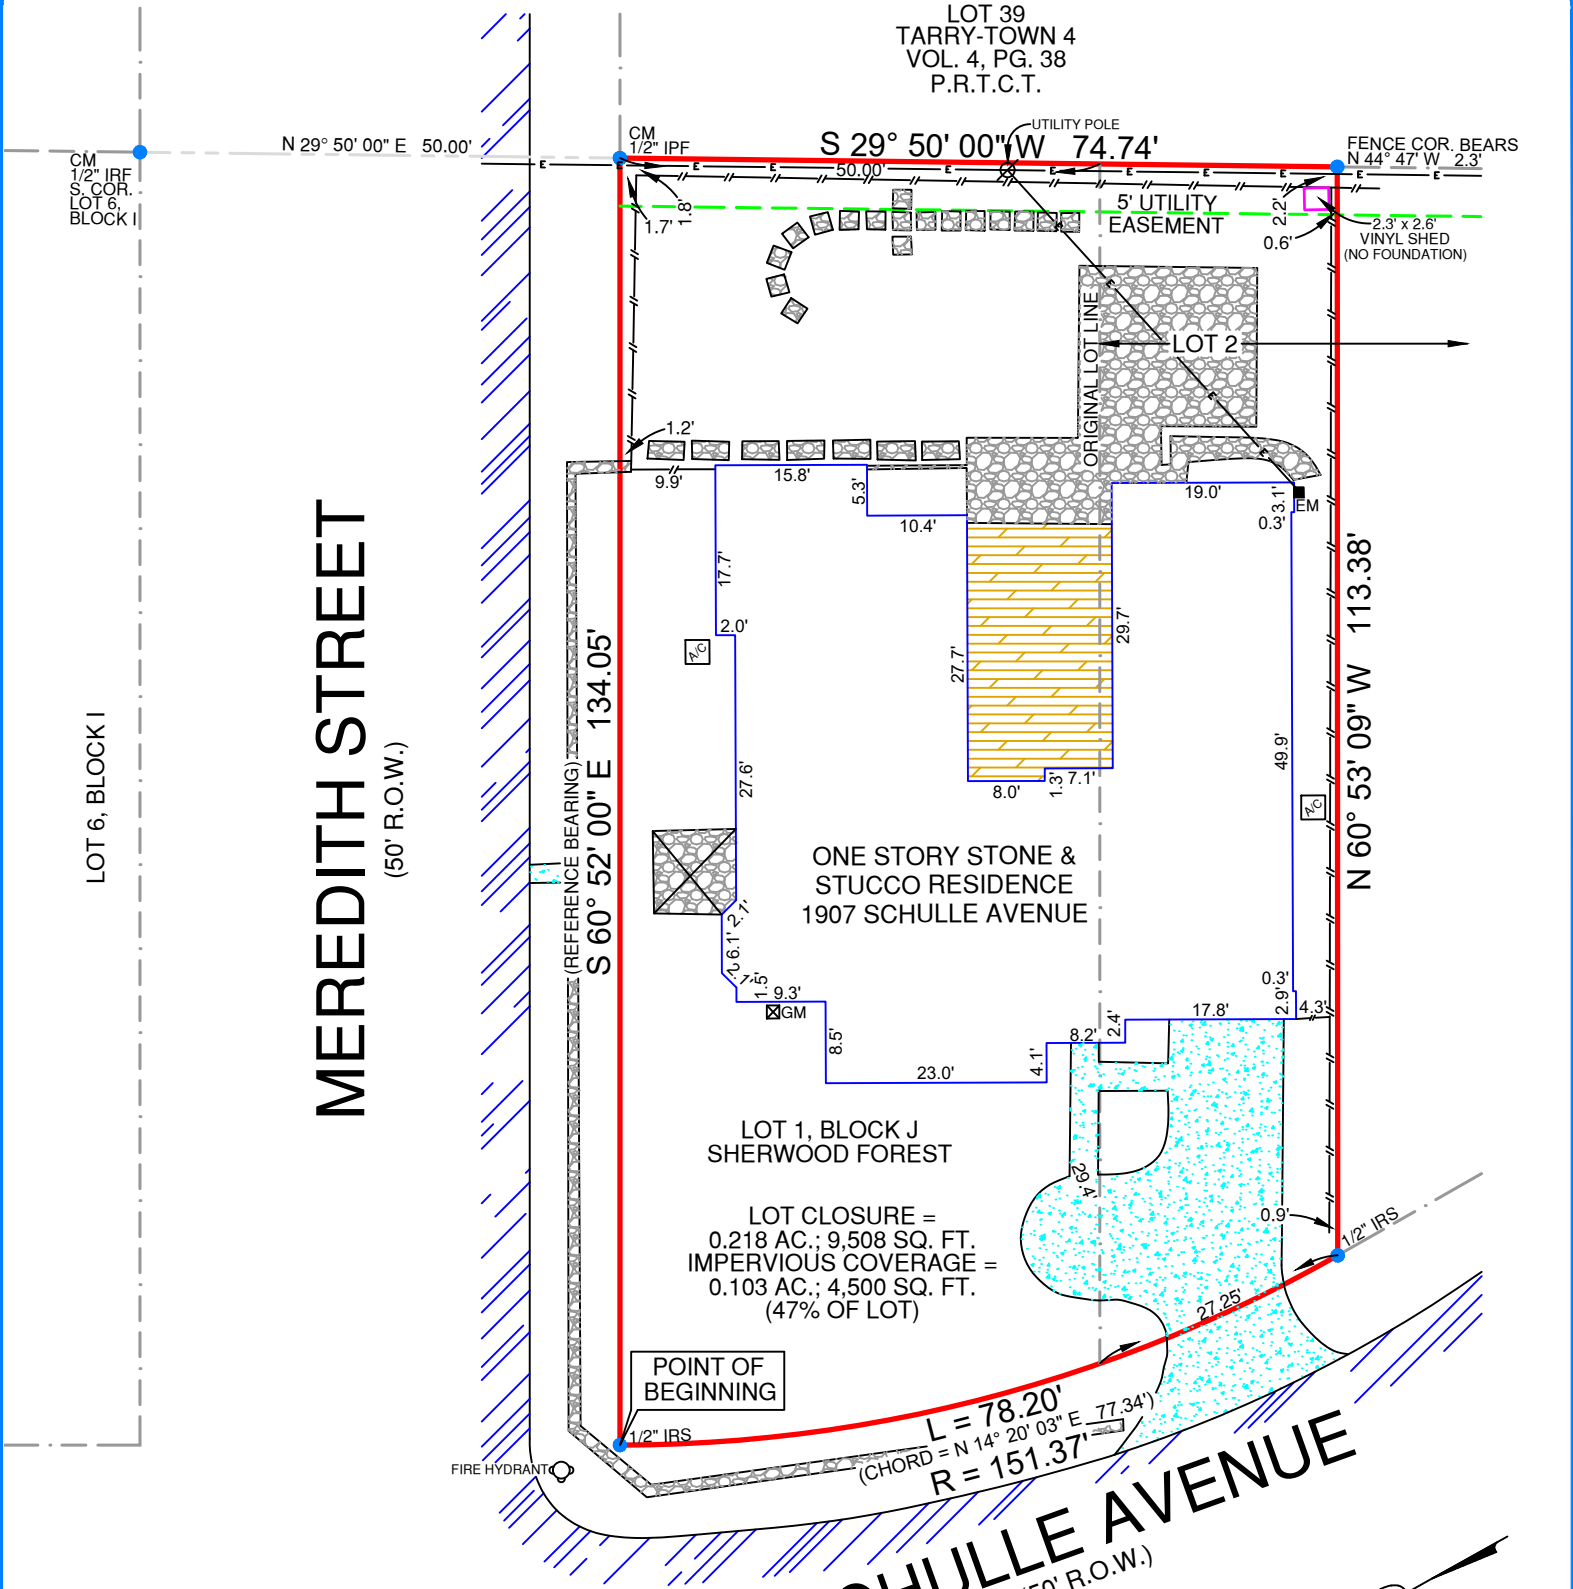 LOT 39
TARRY-TOWN 4
VOL. 4, PG. 38
P.R.T.C.T.
N 29° 50' 00" E 50.00'
CM
1/2" IRF
S. COR.
LOT 6,
BLOCK I
CM
1/2" IPF
S 29° 50' 00" W 74.74'
UTILITY POLE
FENCE COR. BEARS
N 44° 47' W 2.3'
E
E
E
E
E
E
E
E
50.00'
1.7'
1.8'
5' UTILITY
EASEMENT
2.2'
0.6'
2.3' x 2.6'
VINYL SHED
(NO FOUNDATION)
E
E
E
E
ORIGINAL LOT LINE
LOT 2
1.2'
9.9'
15.8'
5.3'
10.4'
19.0'
3.1'
EM
0.3'
17.7'
2.0'
A/C
27.6'
27.7'
29.7'
8.0'
1.3'
7.1'
49.9'
A/C
N 60° 53' 09" W 113.38'
MEREDITH STREET
(50' R.O.W.)
LOT 6, BLOCK I
(REFERENCE BEARING)
S 60° 52' 00" E 134.05'
ONE STORY STONE &
STUCCO RESIDENCE
1907 SCHULLE AVENUE
2.1'
6.1'
2.1'
1.5'
9.3'
GM
8.5'
23.0'
4.1'
8.2'
2.4'
17.8'
0.3'
2.9'
4.3'
LOT 1, BLOCK J
SHERWOOD FOREST
29.4'
LOT CLOSURE =
0.218 AC.; 9,508 SQ. FT.
IMPERVIOUS COVERAGE =
0.103 AC.; 4,500 SQ. FT.
(47% OF LOT)
0.9'
1/2" IRS
27.25'
POINT OF
BEGINNING
1/2" IRS
FIRE HYDRANT
L = 78.20'
(CHORD = N 14° 20' 03" E 77.34')
R = 151.37'
HULLE AVENUE
R.O.W.)